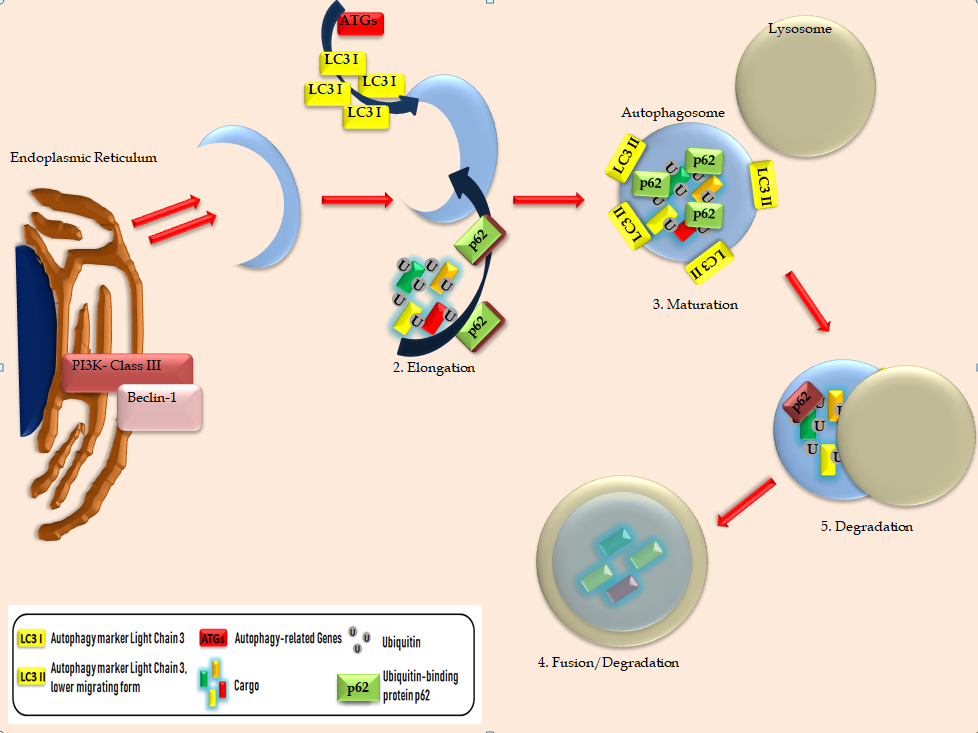 Endoplasmic Reticulum
PI3K- Class III
Beclin-1
ATGs
LC3 I
LC3 I
LC3 I
LC3 I
p62
p62
U
U
U
U
U
U
U
2. Elongation
Lysosome
Autophagosome
LC3 II
LC3 II
LC3 II
LC3 II
p62
p62
p62
U
U
U
U
U
3. Maturation
p62
U
U
U
U
U
5. Degradation
4. Fusion/Degradation
LC3 I Autophagy marker Light Chain 3
LC3 II Autophagy marker Light Chain 3,
lower migrating form
ATGs Autophagy-related Genes
Cargo
U U U Ubiquitin
p62 Ubiquitin-binding
protein p62